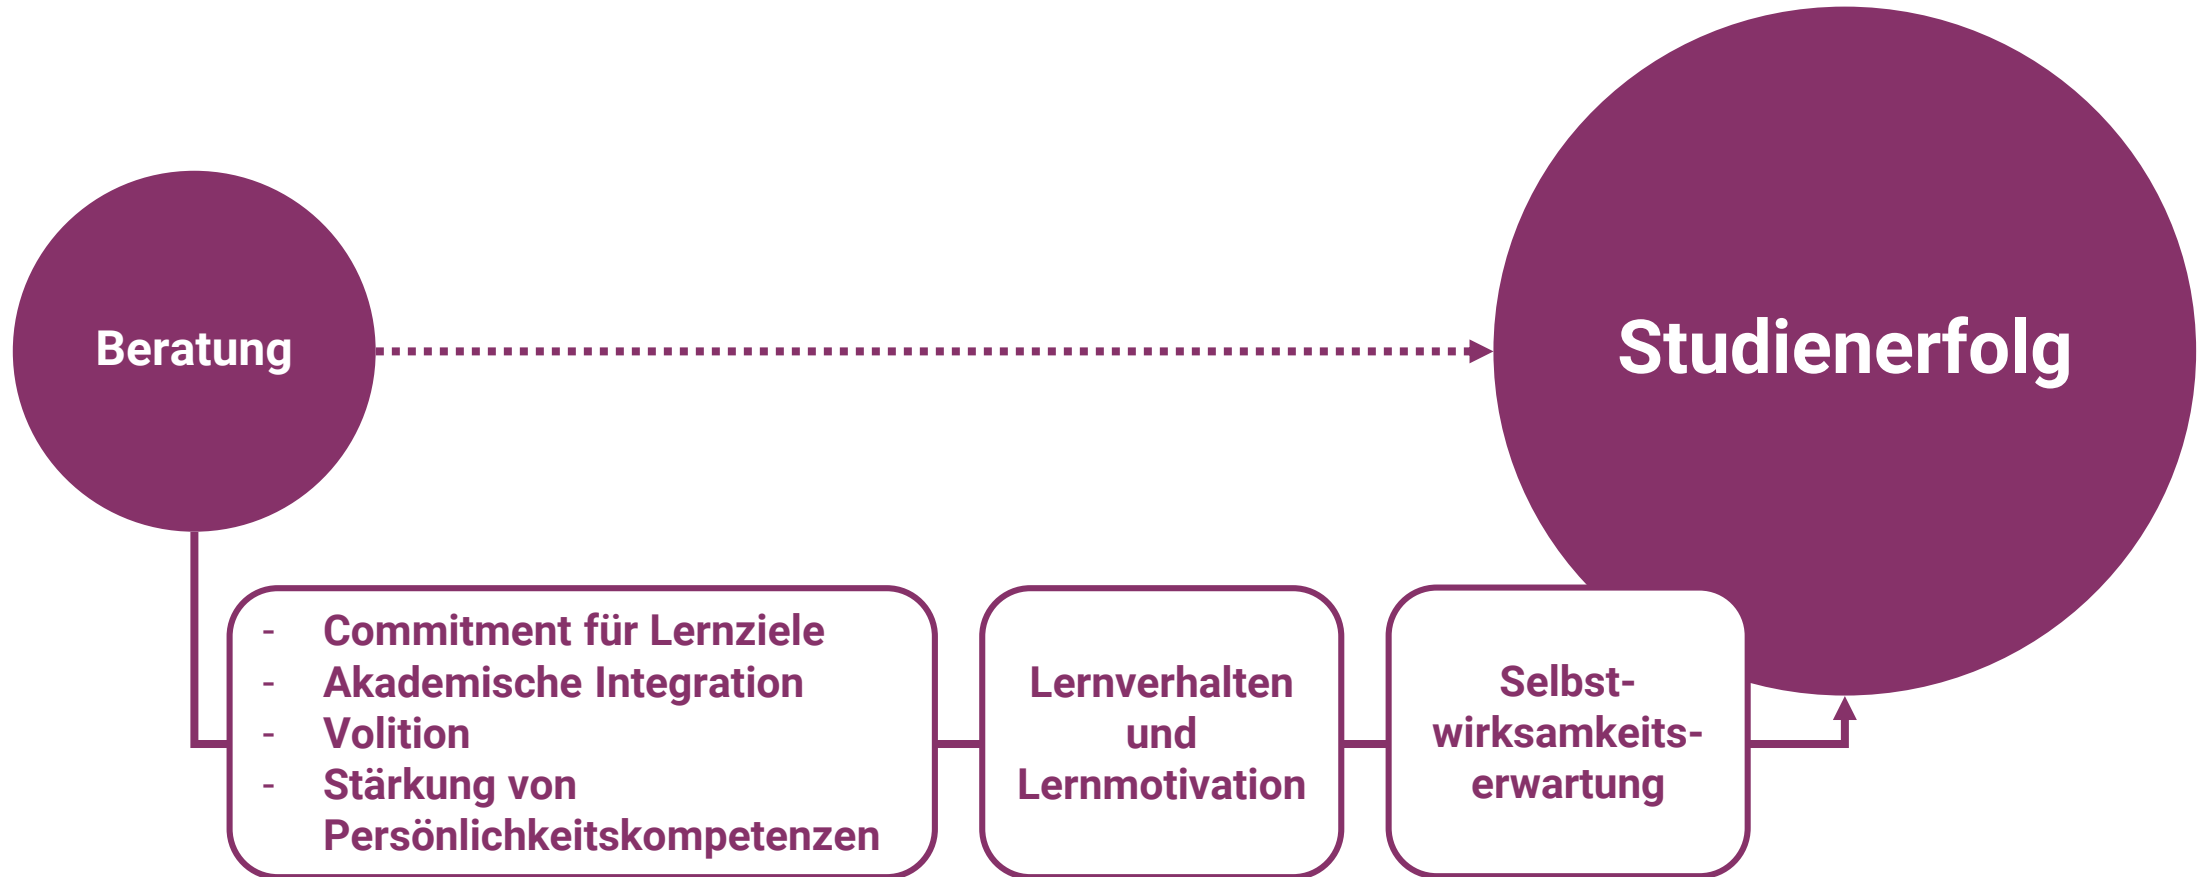 Beratung
Studienerfolg
- Commitment für Lernziele
- Akademische Integration
- Volition
- Stärkung von
Persönlichkeitskompetenzen
Lernverhalten
und
Lernmotivation
Selbst-
wirksamkeits-
erwartung